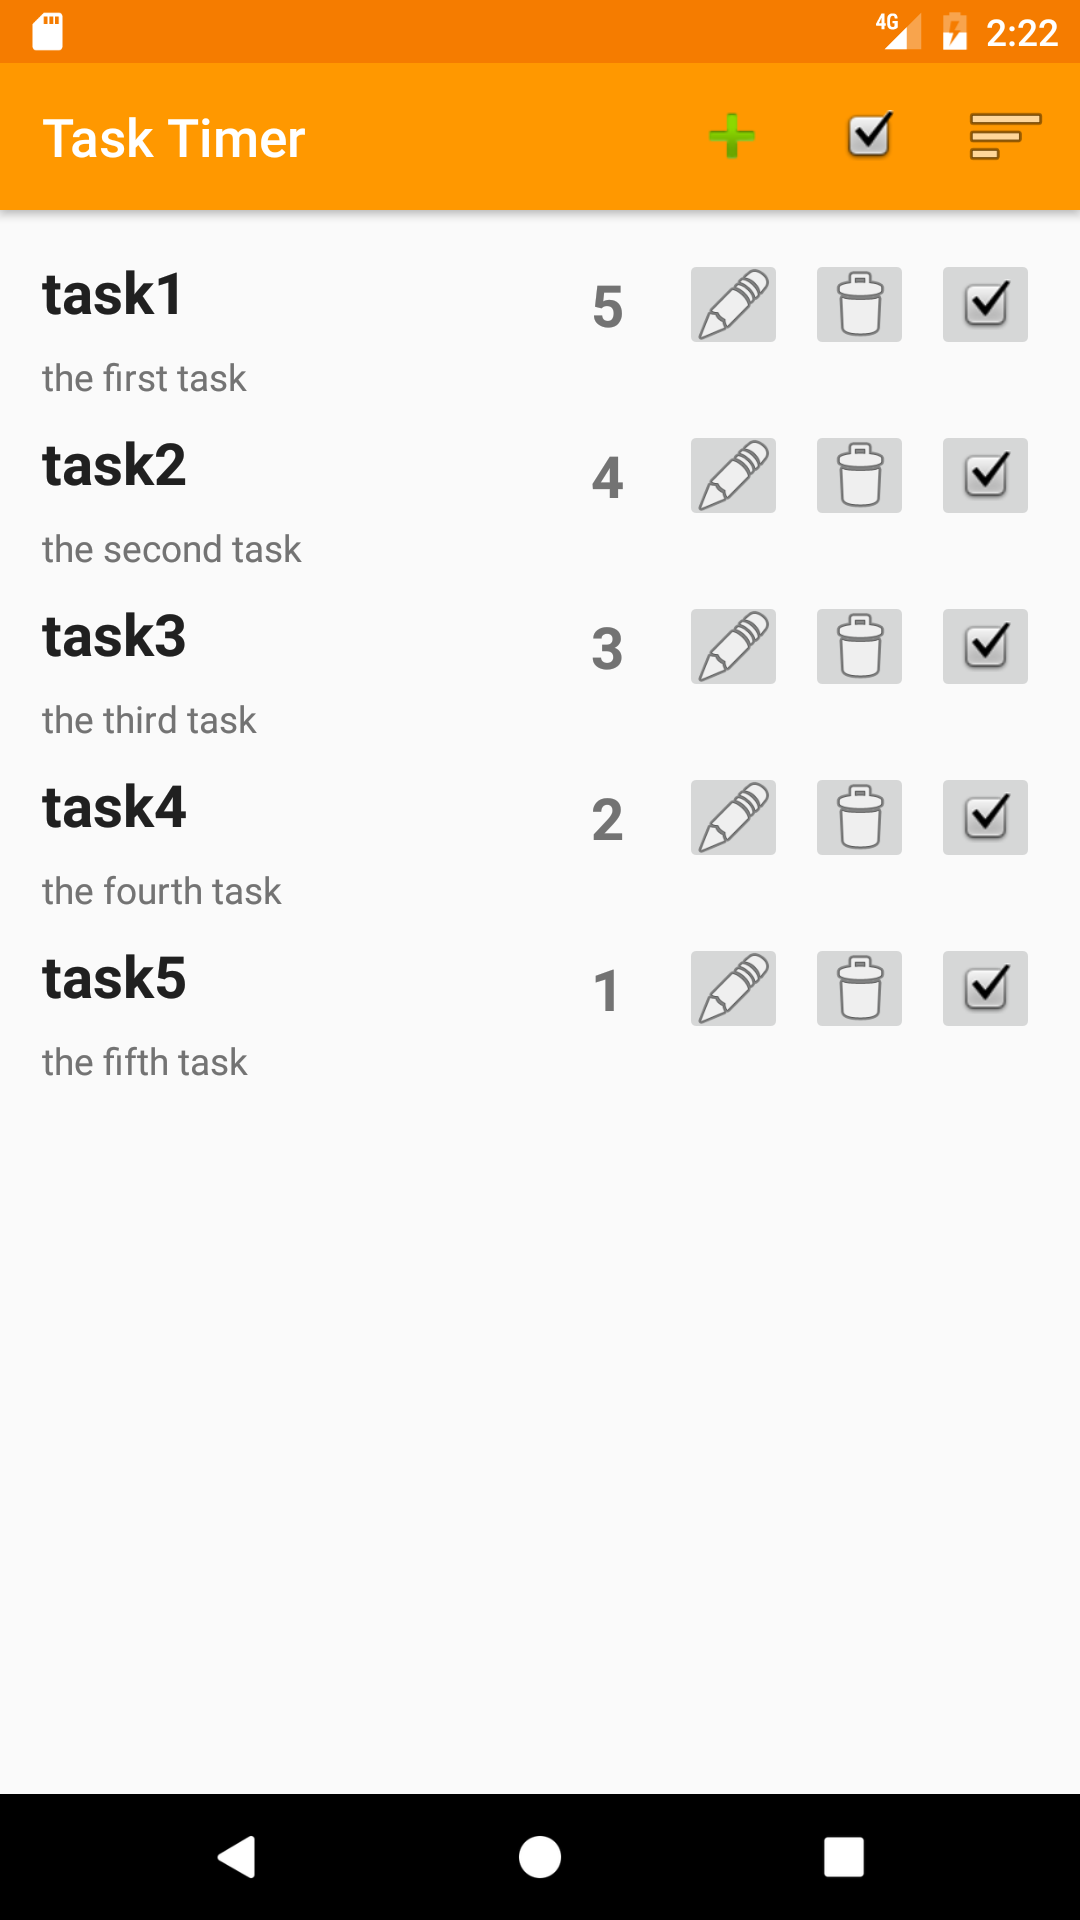 4G 2:22
Task Timer
task1 5
the first task
task2 4
the second task
task3 3
the third task
task4 2
the fourth task
task5 1
the fifth task